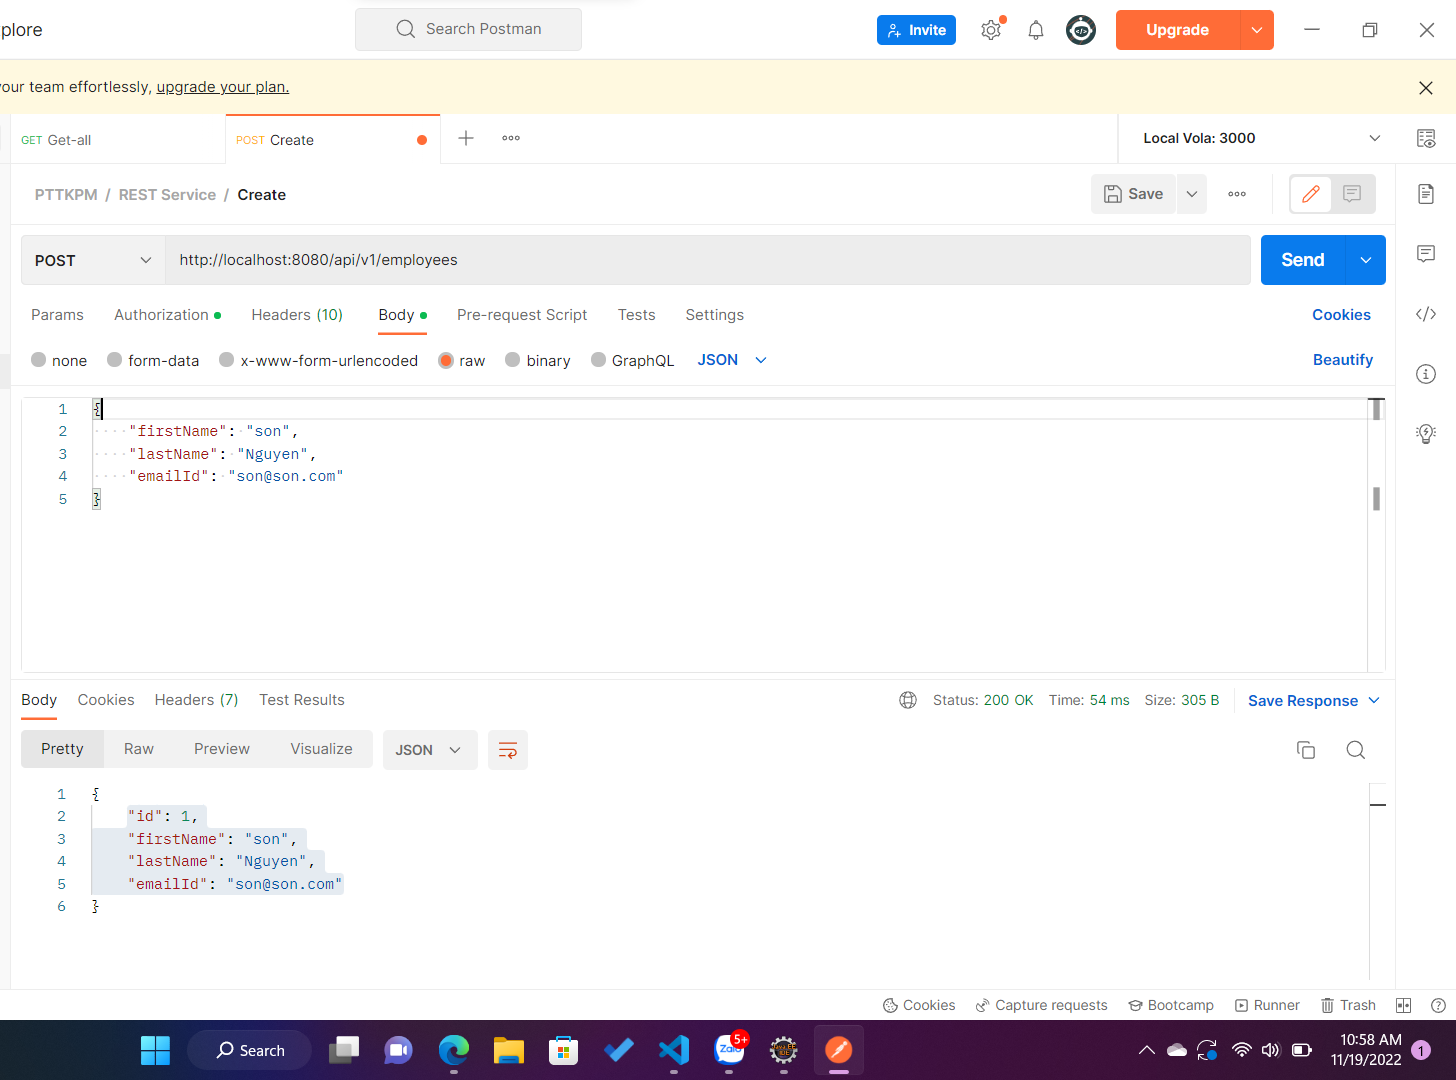 plore
Search Postman
Invite
Upgrade
your team effortlessly, upgrade your plan.
GET Get-all
POST Create
Local Vola: 3000
PTTKPM / REST Service / Create
Save
POST
http://localhost:8080/api/v1/employees
Send
Params Authorization Headers (10) Body Pre-request Script Tests Settings Cookies
none form-data x-www-form-urlencoded raw binary GraphQL JSON Beautify
1 {
2 "firstName": "son",
3 "lastName": "Nguyen",
4 "emailId": "son@son.com"
5 }
Body Cookies Headers (7) Test Results Status: 200 OK Time: 54 ms Size: 305 B Save Response
Pretty Raw Preview Visualize JSON
1 {
2 "id": 1,
3 "firstName": "son",
4 "lastName": "Nguyen",
5 "emailId": "son@son.com"
6 }
Cookies Capture requests Bootcamp Runner Trash
Search
Zalo
5+
Java EE
IDE
10:58 AM
11/19/2022
1